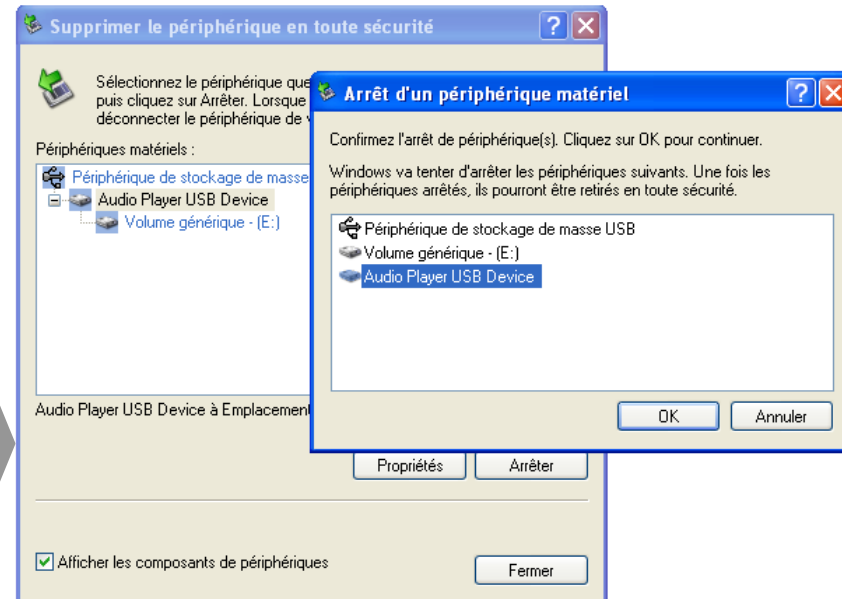 Supprimer le périphérique en toute sécurité
Sélectionnez le périphérique que
puis cliquez sur Arrêter. Lorsque
déconnecter le périphérique de
Périphériques matériels :
Périphérique de stockage de masse
Audio Player USB Device
Volume générique - (E:)
Audio Player USB Device à
Propriétés
Arrêter
Afficher les composants de périphériques
Fermer
Arrêt d'un périphérique matériel
Confirmez l'arrêt de périphérique(s). Cliquez sur OK pour continuer.
Windows va tenter d'arrêter les périphériques suivants. Une fois les
périphériques arrêtés, ils pourront être retirés en toute sécurité.
Périphérique de stockage de masse USB
Volume générique - (E:)
Audio Player USB Device
OK
Annuler